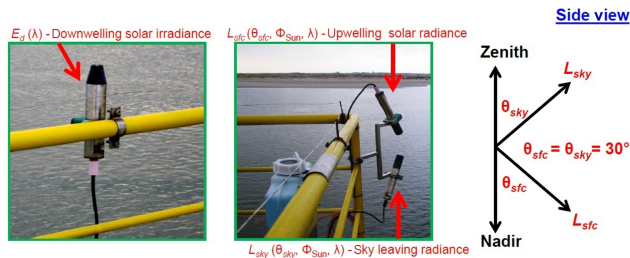 Side view
E_d (λ) - Downwelling solar irradiance
L_sfc (θ_sfc, Φ_Sun, λ) - Upwelling solar radiance
L_sky (θ_sky, Φ_Sun, λ) - Sky leaving radiance
Zenith
L_sky
θ_sky
θ_sfc = θ_sky = 30°
θ_sfc
L_sfc
Nadir